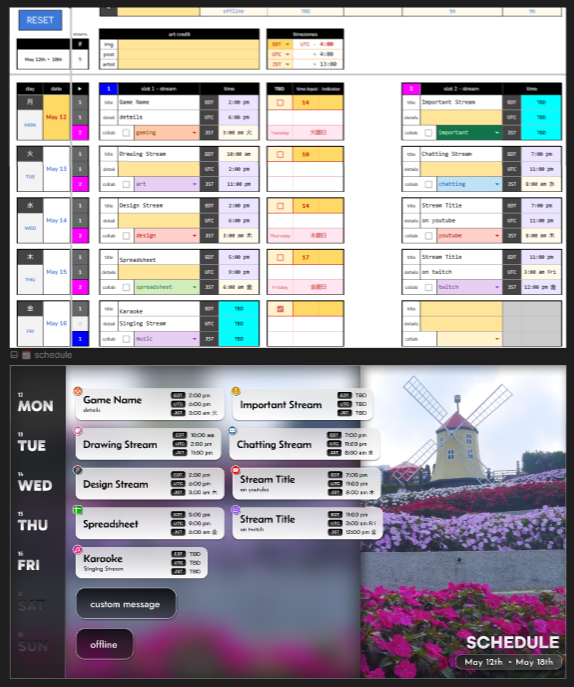 offline
TBD
99
99
RESET
art credit
timezones
img
EDT
UTC - 4:00
post
UTC
+ 4:00
May 12th • 18th
9
artist
JST
+ 13:00
day
date
1
slot 1 - stream
time
TBD
time input · indicator
2
slot 2 - stream
time
月
MON
May 12
1
1
2
title
Game Name
EDT
2:00 pm
14
title
Important Stream
EDT
TBD
detail
details
UTC
6:00 pm
details
UTC
TBD
collab
gaming
JST
3:00 am 火
Tuesday
火曜日
collab
Important
JST
TBD
火
TUE
May 13
1
1
2
title
Drawing Stream
EDT
10:00 am
10
title
Chatting Stream
EDT
7:00 pm
detail
UTC
2:00 pm
details
UTC
11:00 pm
collab
art
JST
11:00 pm
collab
chatting
JST
8:00 am 水
水
WED
May 14
1
1
2
title
Design Stream
EDT
2:00 pm
14
title
Stream Title
EDT
7:00 pm
detail
UTC
6:00 pm
details
on youtube
UTC
11:00 pm
collab
design
JST
3:00 am 木
Thursday
木曜日
collab
youtube
JST
8:00 am 木
木
THU
May 15
1
1
2
title
Spreadsheet
EDT
5:00 pm
17
title
Stream Title
EDT
11:00 pm
detail
UTC
9:00 pm
details
on twitch
UTC
3:00 am Fri
collab
spreadsheet
JST
6:00 am 金
Friday
金曜日
collab
twitch
JST
12:00 pm 金
金
FRI
May 16
1
1
title
Karaoke
EDT
TBD
title
EDT
detail
Singing Stream
UTC
TBD
details
UTC
collab
music
JST
TBD
collab
JST
schedule
12
MON
Game Name
details
EDT 2:00 pm
UTC 6:00 pm
JST 3:00 am 火
Important Stream
EDT TBD
UTC TBD
JST TBD
13
TUE
Drawing Stream
EDT 10:00 am
UTC 2:00 pm
JST 11:00 pm
Chatting Stream
EDT 7:00 pm
UTC 11:00 pm
JST 8:00 am 水
14
WED
Design Stream
EDT 2:00 pm
UTC 6:00 pm
JST 3:00 am 木
Stream Title
on youtube
EDT 7:00 pm
UTC 11:00 pm
JST 8:00 am 木
15
THU
Spreadsheet
EDT 5:00 pm
UTC 9:00 pm
JST 6:00 am 金
Stream Title
on twitch
EDT 11:00 pm
UTC 3:00 am Fri
JST 12:00 pm 金
16
FRI
Karaoke
Singing Stream
EDT TBD
UTC TBD
JST TBD
SAT
custom message
SUN
offline
SCHEDULE
May 12th • May 18th